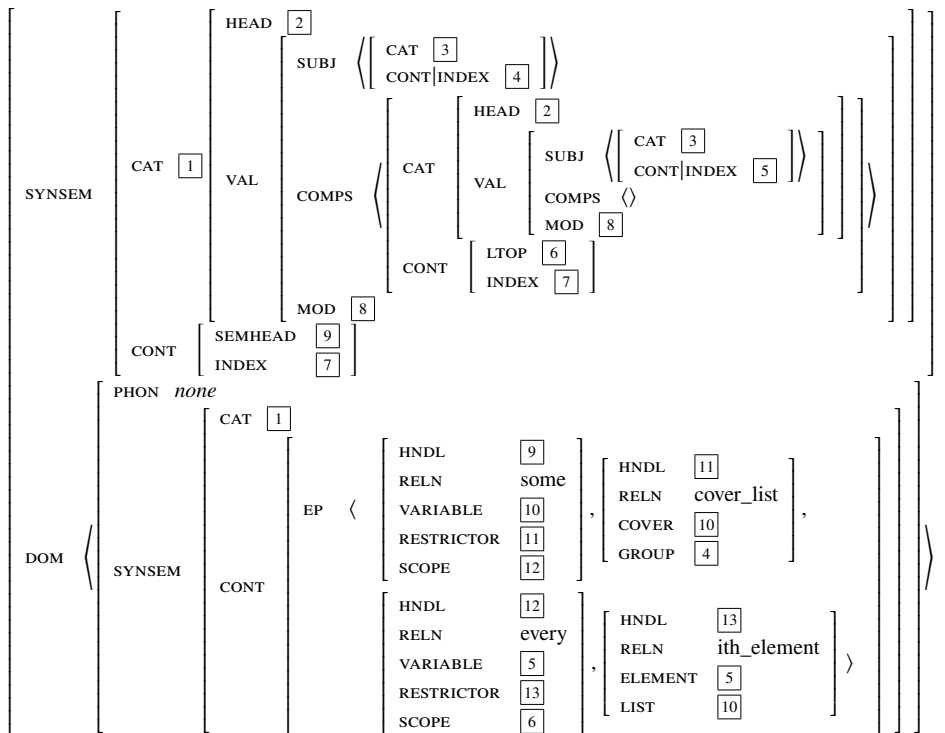 HEAD 2
SUBJ ⟨ CAT 3
CONT|INDEX 4 ⟩
HEAD 2
CAT
SUBJ ⟨ CAT 3
CONT|INDEX 5 ⟩
VAL
COMPS ⟨⟩
MOD 8
SYNSEM CAT 1 VAL COMPS ⟨ ⟩
CONT LTOP 6
INDEX 7
MOD 8
CONT SEMHEAD 9
INDEX 7
PHON none
CAT 1
HNDL 9
RELN some
EP ⟨ VARIABLE 10 ,
RESTRICTOR 11
SCOPE 12
HNDL 11
RELN cover_list
COVER 10 ,
GROUP 4
DOM ⟨ SYNSEM CONT ⟩
HNDL 12
RELN every
VARIABLE 5 ,
RESTRICTOR 13
SCOPE 6
HNDL 13
RELN ith_element
ELEMENT 5 ⟩
LIST 10